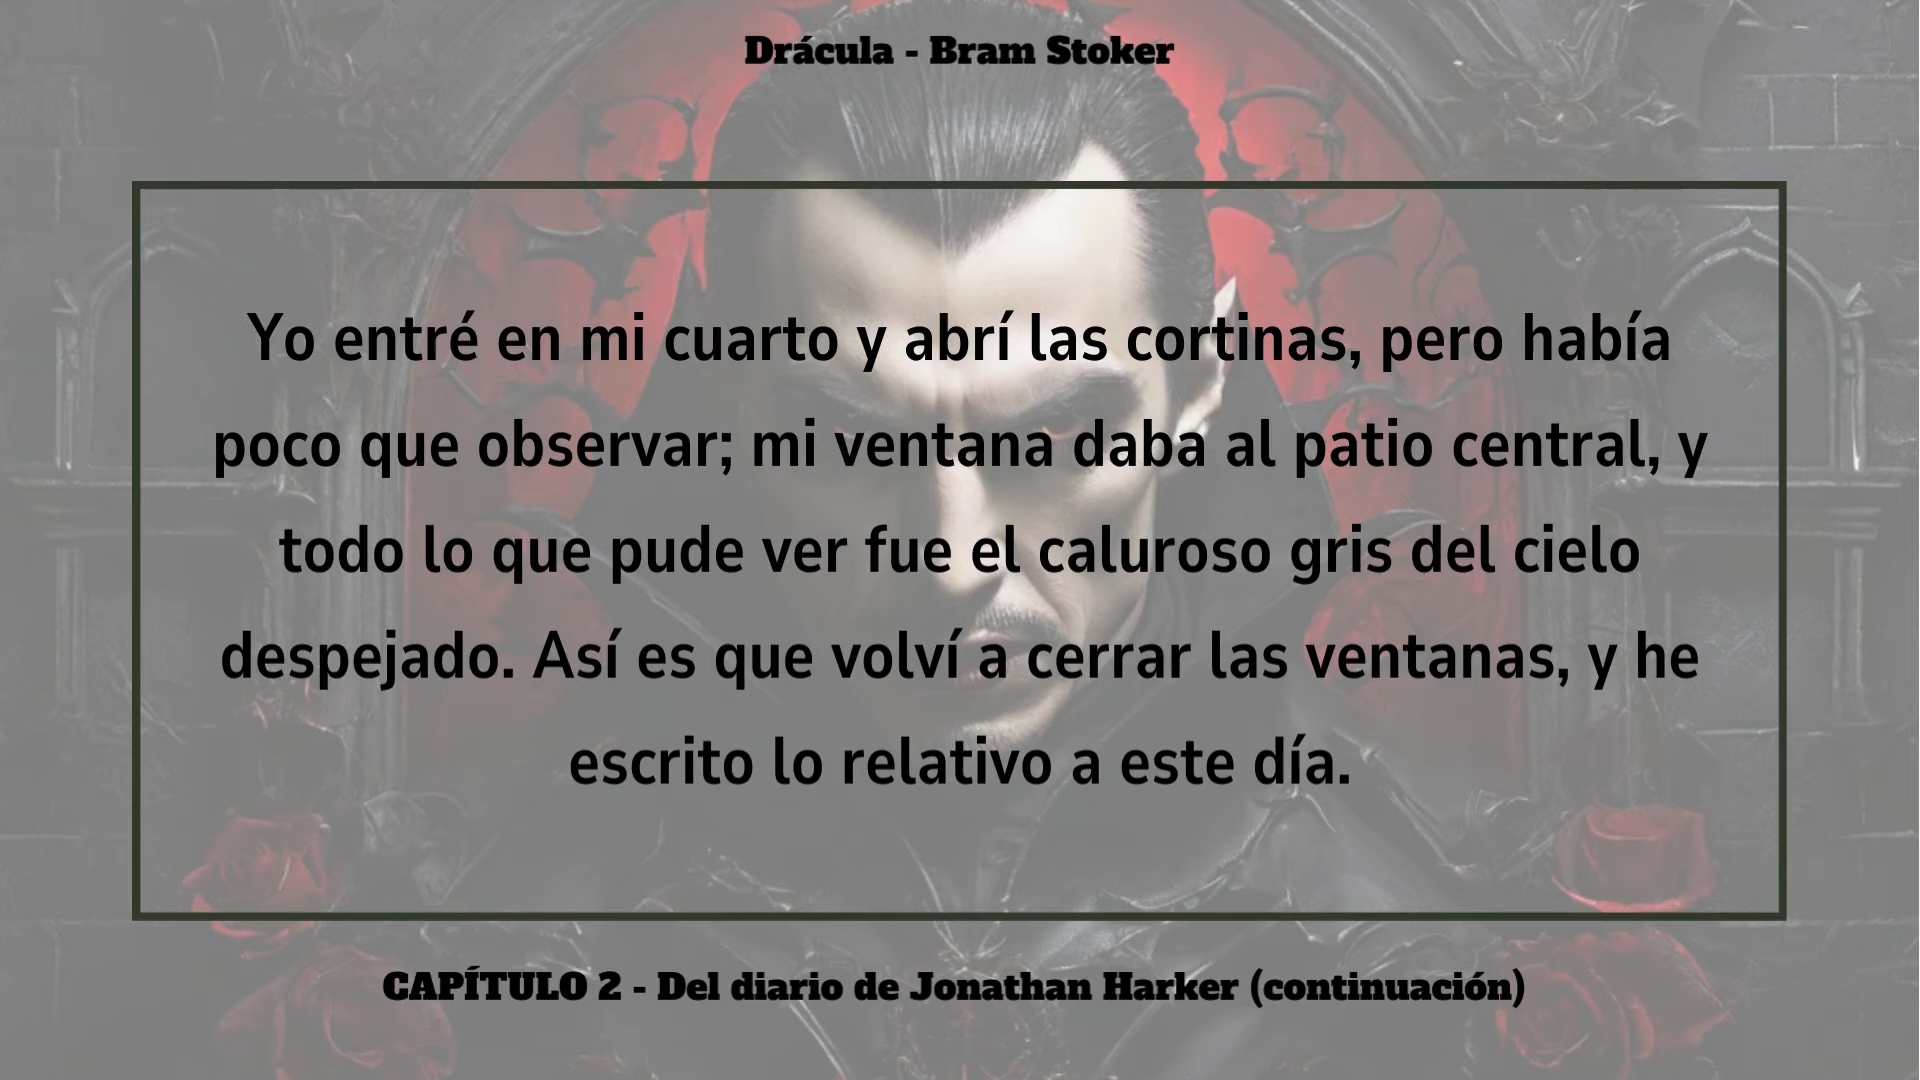 Drácula - Bram Stoker
Yo entré en mi cuarto y abrí las cortinas, pero había
poco que observar; mi ventana daba al patio central, y
todo lo que pude ver fue el caluroso gris del cielo
despejado. Así es que volví a cerrar las ventanas, y he
escrito lo relativo a este día.
CAPÍTULO 2 - Del diario de Jonathan Harker (continuación)